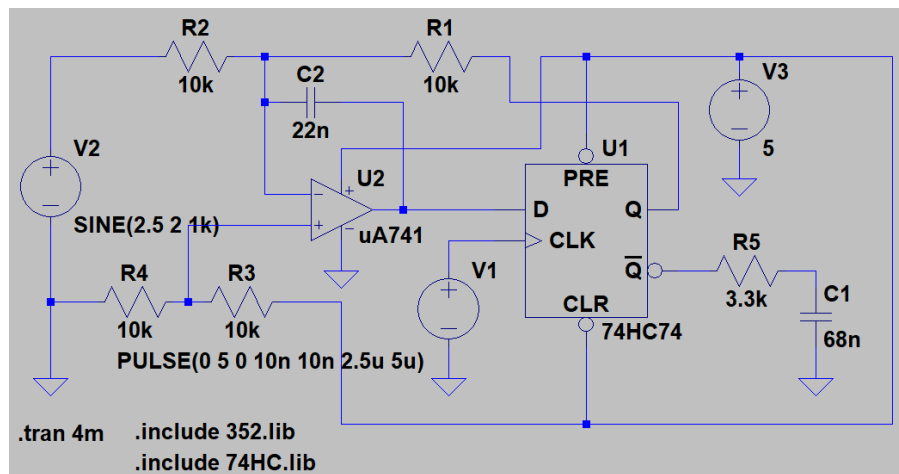 R2
R1
10k
C2
10k
V3
22n
V2
U2
U1
5
PRE
D
Q
SINE(2.5 2 1k)
uA741
CLK
R4
R3
V1
Q
R5
C1
3.3k
CLR
10k
10k
74HC74
68n
PULSE(0 5 0 10n 10n 2.5u 5u)
.tran 4m
.include 352.lib
.include 74HC.lib